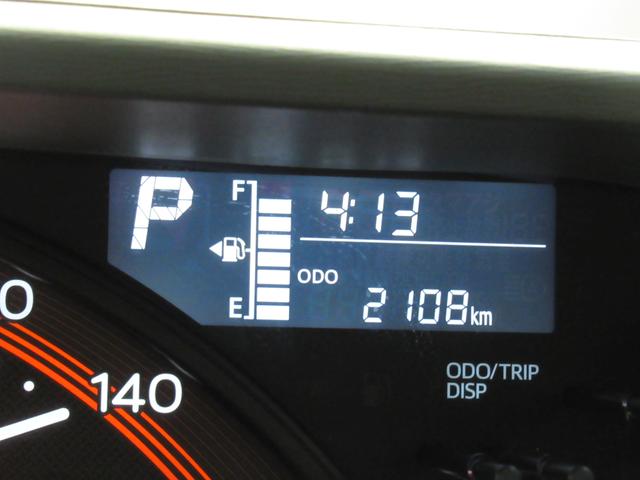 P
F
4:13
ODO
E
2108km
0
140
ODO/TRIP
DISP